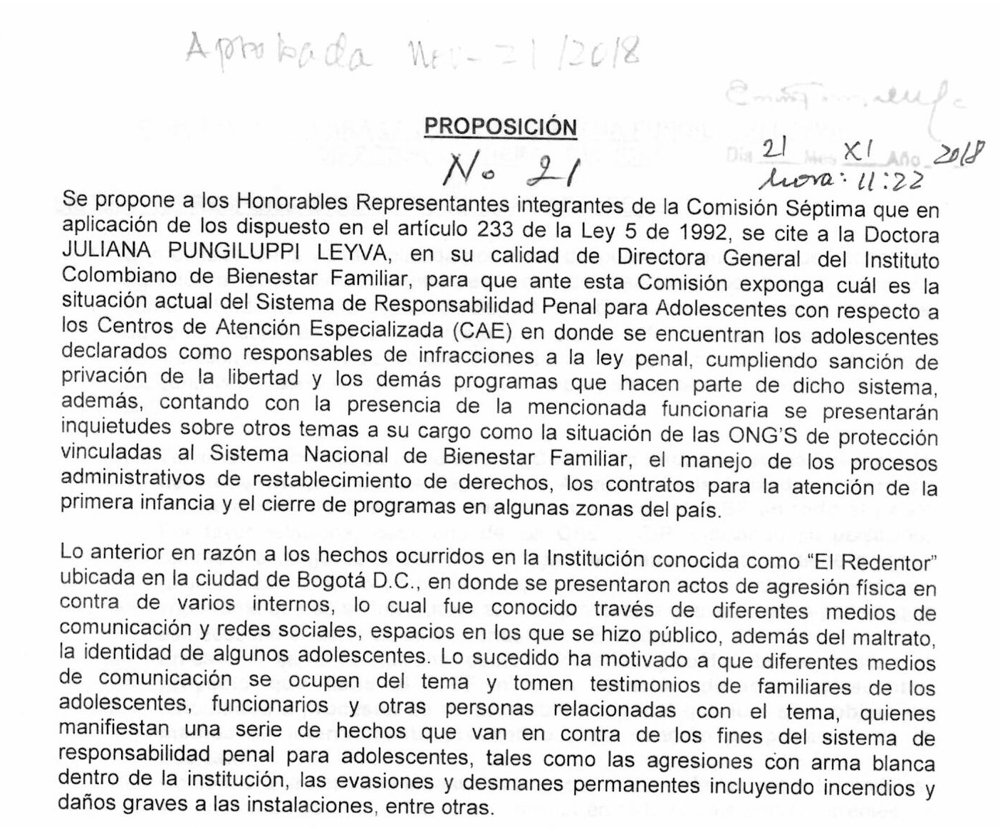 Aprobada Nov-21/2018
PROPOSICIÓN
No 21
Día 21 Mes XI Año 2018
hora: 11:22
Se propone a los Honorables Representantes integrantes de la Comisión Séptima que en
aplicación de los dispuesto en el artículo 233 de la Ley 5 de 1992, se cite a la Doctora
JULIANA PUNGILUPPI LEYVA, en su calidad de Directora General del Instituto
Colombiano de Bienestar Familiar, para que ante esta Comisión exponga cuál es la
situación actual del Sistema de Responsabilidad Penal para Adolescentes con respecto a
los Centros de Atención Especializada (CAE) en donde se encuentran los adolescentes
declarados como responsables de infracciones a la ley penal, cumpliendo sanción de
privación de la libertad y los demás programas que hacen parte de dicho sistema,
además, contando con la presencia de la mencionada funcionaria se presentarán
inquietudes sobre otros temas a su cargo como la situación de las ONG'S de protección
vinculadas al Sistema Nacional de Bienestar Familiar, el manejo de los procesos
administrativos de restablecimiento de derechos, los contratos para la atención de la
primera infancia y el cierre de programas en algunas zonas del país.
Lo anterior en razón a los hechos ocurridos en la Institución conocida como “El Redentor”
ubicada en la ciudad de Bogotá D.C., en donde se presentaron actos de agresión física en
contra de varios internos, lo cual fue conocido través de diferentes medios de
comunicación y redes sociales, espacios en los que se hizo público, además del maltrato,
la identidad de algunos adolescentes. Lo sucedido ha motivado a que diferentes medios
de comunicación se ocupen del tema y tomen testimonios de familiares de los
adolescentes, funcionarios y otras personas relacionadas con el tema, quienes
manifiestan una serie de hechos que van en contra de los fines del sistema de
responsabilidad penal para adolescentes, tales como las agresiones con arma blanca
dentro de la institución, las evasiones y desmanes permanentes incluyendo incendios y
daños graves a las instalaciones, entre otras.